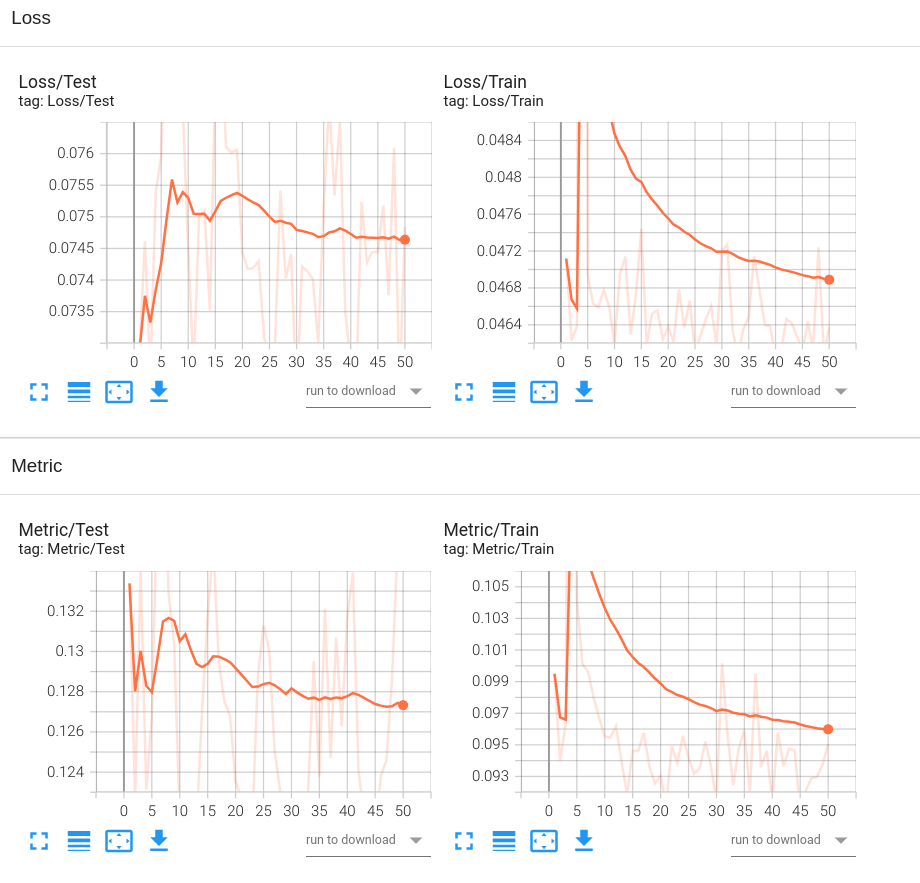 Loss
Loss/Test
tag: Loss/Test
0.076
0.0755
0.075
0.0745
0.074
0.0735
0 5 10 15 20 25 30 35 40 45 50
run to download
Loss/Train
tag: Loss/Train
0.0484
0.048
0.0476
0.0472
0.0468
0.0464
0 5 10 15 20 25 30 35 40 45 50
run to download
Metric
Metric/Test
tag: Metric/Test
0.132
0.13
0.128
0.126
0.124
0 5 10 15 20 25 30 35 40 45 50
run to download
Metric/Train
tag: Metric/Train
0.105
0.103
0.101
0.099
0.097
0.095
0.093
0 5 10 15 20 25 30 35 40 45 50
run to download